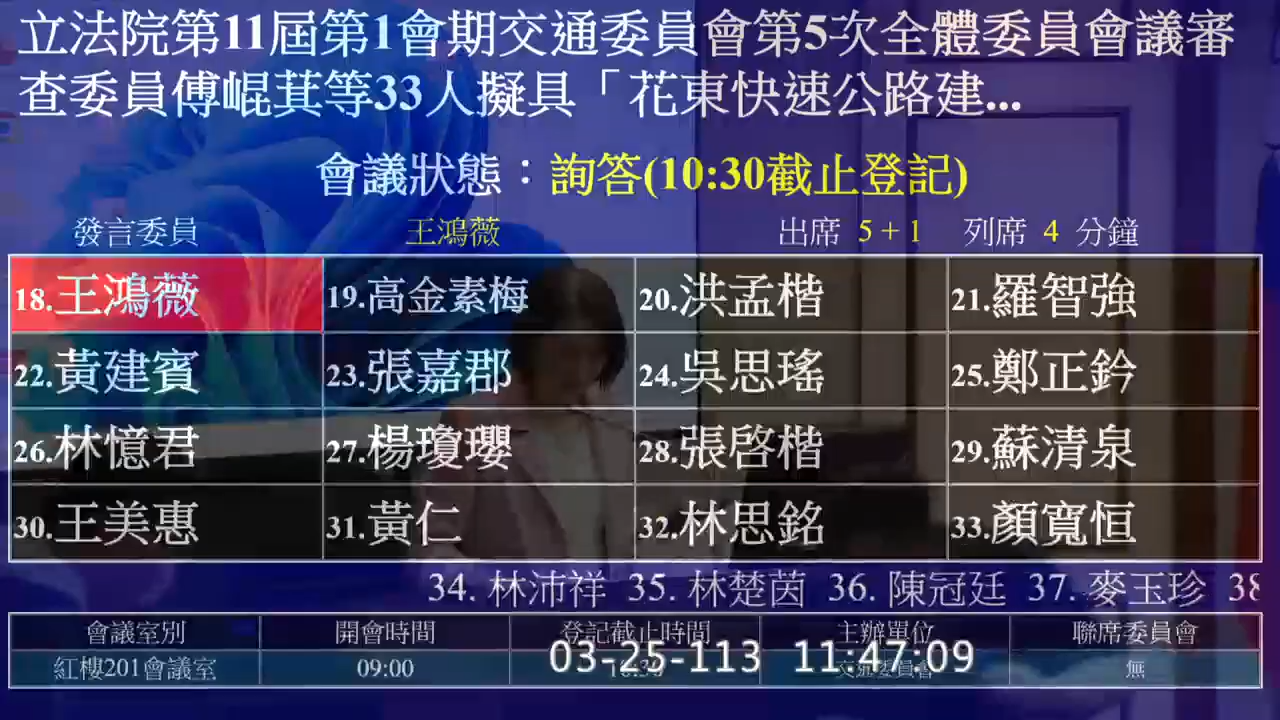 立法院第11屆第1會期交通委員會第5次全體委員會議審
查委員傅崐萁等33人擬具「花東快速公路建...
會議狀態：詢答(10:30截止登記)
發言委員 王鴻薇 出席 5 + 1 列席 4 分鐘
18.王鴻薇 19.高金素梅 20.洪孟楷 21.羅智強
22.黃建賓 23.張嘉郡 24.吳思瑤 25.鄭正鈐
26.林憶君 27.楊瓊瓔 28.張啓楷 29.蘇清泉
30.王美惠 31.黃仁 32.林思銘 33.顏寬恒
34. 林沛祥 35. 林楚茵 36. 陳冠廷 37. 麥玉珍 38
會議室別 開會時間 登記截止時間 主辦單位 聯席委員會
紅樓201會議室 09:00 10:30 交通委員會 無
03-25-113 11:47:09